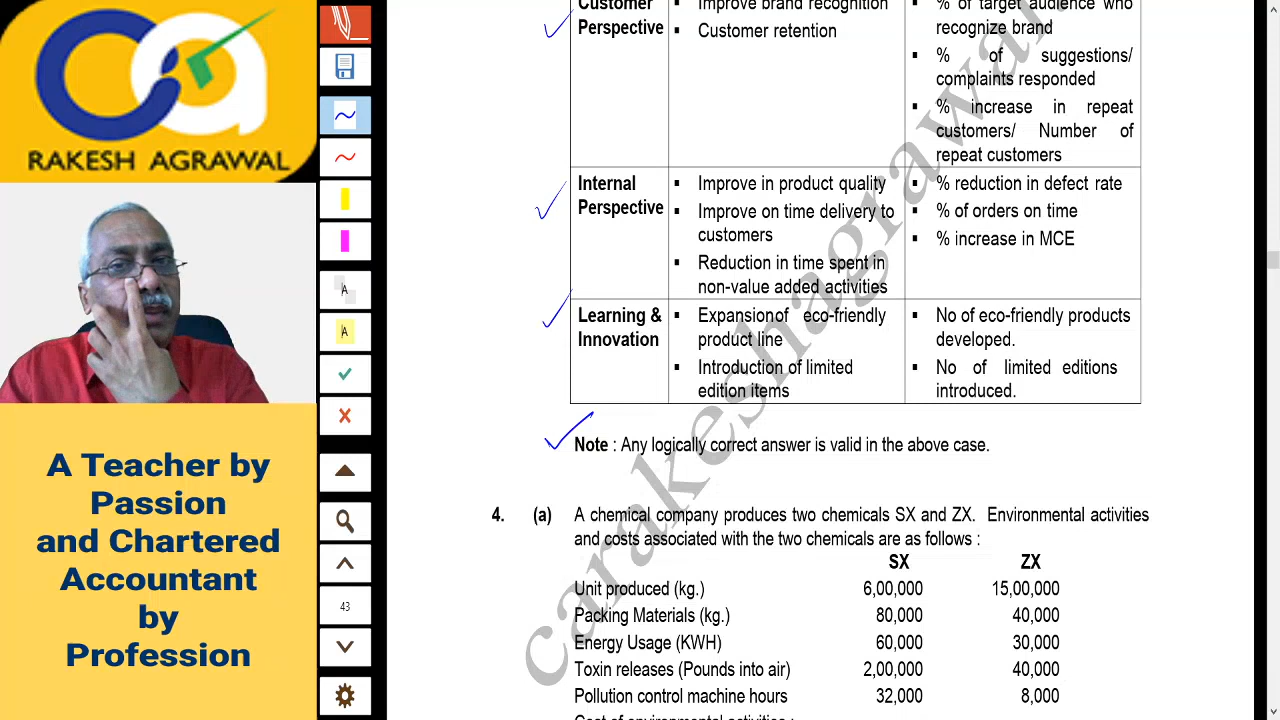 RAKESH AGRAWAL
A Teacher by
Passion
and Chartered
Accountant
by
Profession
A
A
43
Customer
Perspective
▪ Improve brand recognition
▪ Customer retention
▪ % of target audience who
recognize brand
▪ % of suggestions/
complaints responded
▪ % increase in repeat
customers/ Number of
repeat customers
Internal
Perspective
▪ Improve in product quality
▪ Improve on time delivery to
customers
▪ Reduction in time spent in
non-value added activities
▪ % reduction in defect rate
▪ % of orders on time
▪ % increase in MCE
Learning &
Innovation
▪ Expansionof eco-friendly
product line
▪ Introduction of limited
edition items
▪ No of eco-friendly products
developed.
▪ No of limited editions
introduced.
Note : Any logically correct answer is valid in the above case.
4. (a) A chemical company produces two chemicals SX and ZX. Environmental activities
and costs associated with the two chemicals are as follows :
SX ZX
Unit produced (kg.) 6,00,000 15,00,000
Packing Materials (kg.) 80,000 40,000
Energy Usage (KWH) 60,000 30,000
Toxin releases (Pounds into air) 2,00,000 40,000
Pollution control machine hours 32,000 8,000
Cost of environmental activities :
carakeshagrawal